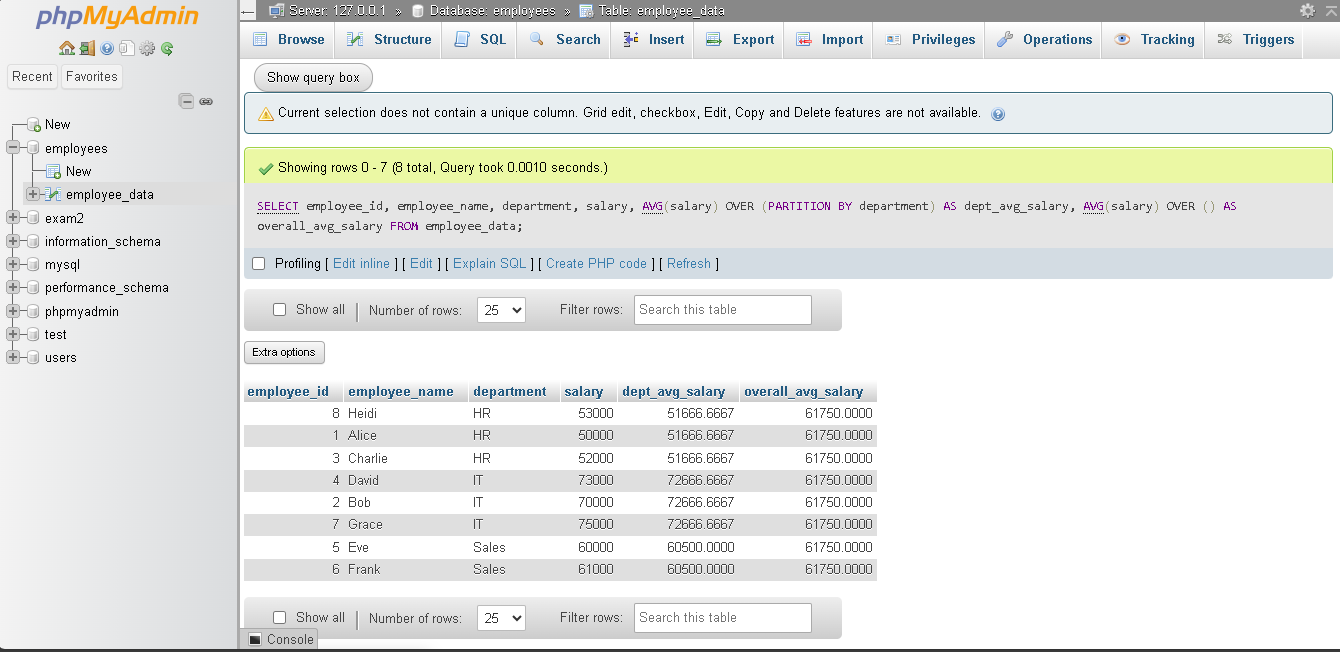 phpMyAdmin
Recent Favorites
New
employees
New
employee_data
exam2
information_schema
mysql
performance_schema
phpmyadmin
test
users
Server: 127.0.0.1 » Database: employees » Table: employee_data
Browse Structure SQL Search Insert Export Import Privileges Operations Tracking Triggers
Show query box
Current selection does not contain a unique column. Grid edit, checkbox, Edit, Copy and Delete features are not available.
Showing rows 0 - 7 (8 total, Query took 0.0010 seconds.)
SELECT employee_id, employee_name, department, salary, AVG(salary) OVER (PARTITION BY department) AS dept_avg_salary, AVG(salary) OVER () AS
overall_avg_salary FROM employee_data;
Profiling [ Edit inline ] [ Edit ] [ Explain SQL ] [ Create PHP code ] [ Refresh ]
Show all | Number of rows: 25 Filter rows: Search this table
Extra options
employee_id employee_name department salary dept_avg_salary overall_avg_salary
8 Heidi HR 53000 51666.6667 61750.0000
1 Alice HR 50000 51666.6667 61750.0000
3 Charlie HR 52000 51666.6667 61750.0000
4 David IT 73000 72666.6667 61750.0000
2 Bob IT 70000 72666.6667 61750.0000
7 Grace IT 75000 72666.6667 61750.0000
5 Eve Sales 60000 60500.0000 61750.0000
6 Frank Sales 61000 60500.0000 61750.0000
Show all | Number of rows: 25 Filter rows: Search this table
Console